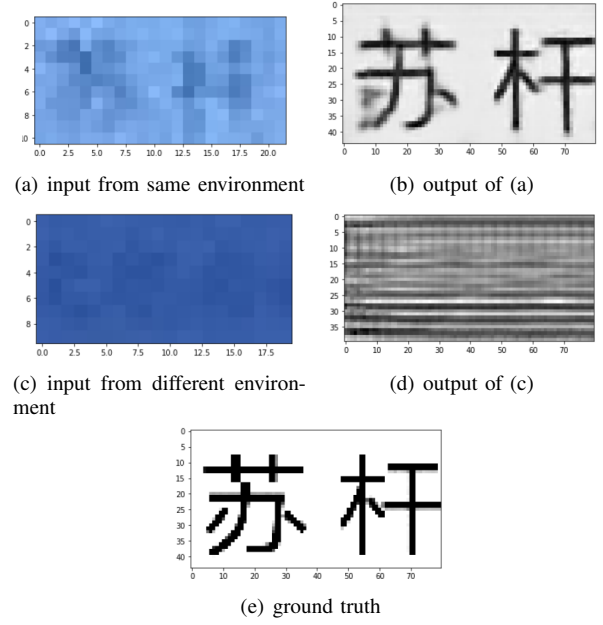 0
2
4
6
8
10
0.0 2.5 5.0 7.5 10.0 12.5 15.0 17.5 20.0
(a) input from same environment
0
5
10
15
20
25
30
35
40
苏 杆
0 10 20 30 40 50 60 70
(b) output of (a)
0
2
4
6
8
0.0 2.5 5.0 7.5 10.0 12.5 15.0 17.5
(c) input from different environ-
ment
0
5
10
15
20
25
30
35
0 10 20 30 40 50 60 70
(d) output of (c)
0
5
10
15
20
25
30
35
40
苏 杆
0 10 20 30 40 50 60 70
(e) ground truth